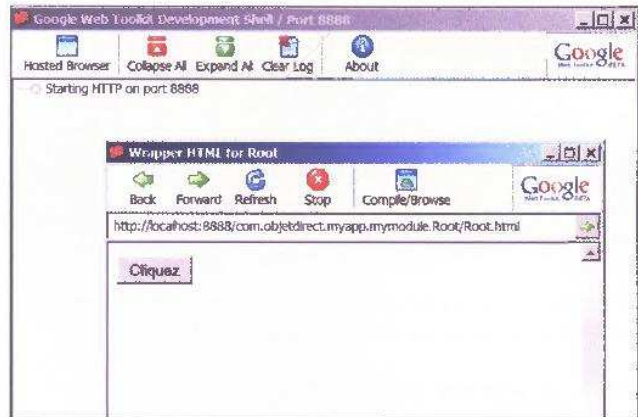 Google Web Toolkit Development Shell / Port 8888
Hosted Browser Collapse All Expand All Clear Log About
Google
Starting HTTP on port 8888
Wrapper HTML for Root
Back Forward Refresh Stop Compile/Browse
Google
http://localhost:8888/com.objetdirect.myapp.mymodule.Root/Root.html
Cliquez